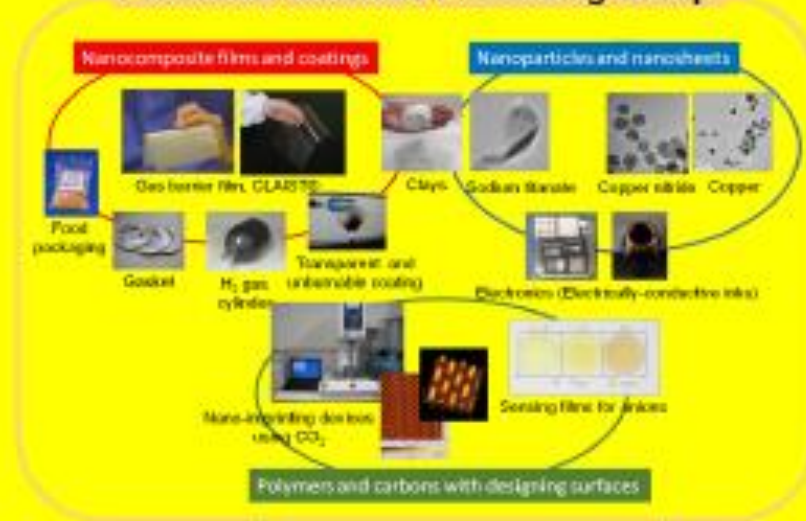 Nanocomposite films and coatings
Nanoparticles and nanosheets
Gas barrier film, CLAIST®
Clays
Sodium titanate
Copper nitride
Copper
Food
packaging
Gasket
H₂ gas
cylinder
Transparent and
unburnable coating
Electronics (Electrically-conductive inks)
Nano-imprinting devices
using CO₂
Sensing films for anions
Polymers and carbons with designing surfaces